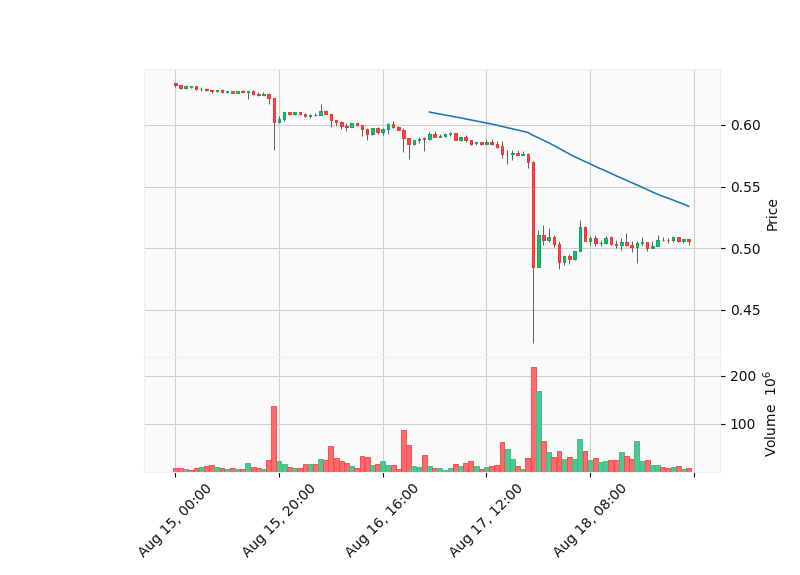 0.60
0.55
0.50
0.45
Price
200
100
Volume 10^6
Aug 15, 00:00
Aug 15, 20:00
Aug 16, 16:00
Aug 17, 12:00
Aug 18, 08:00